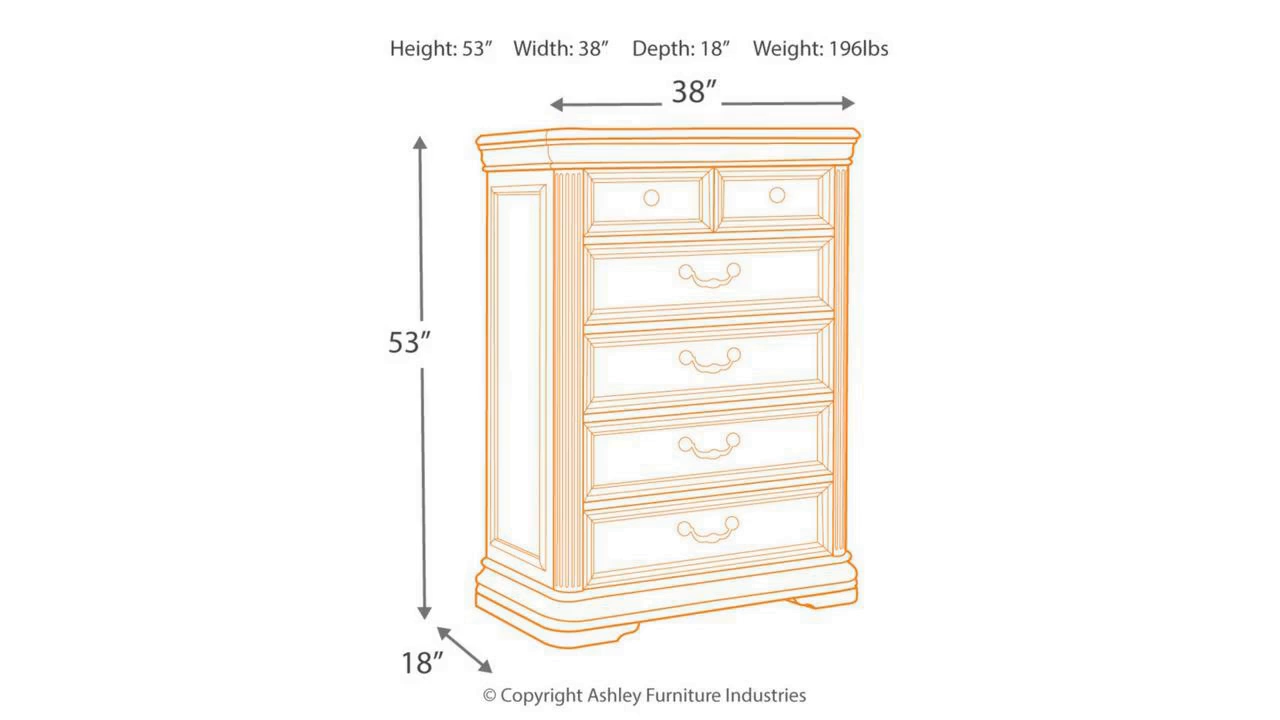 Height: 53” Width: 38” Depth: 18” Weight: 196lbs
38”
53”
18”
© Copyright Ashley Furniture Industries